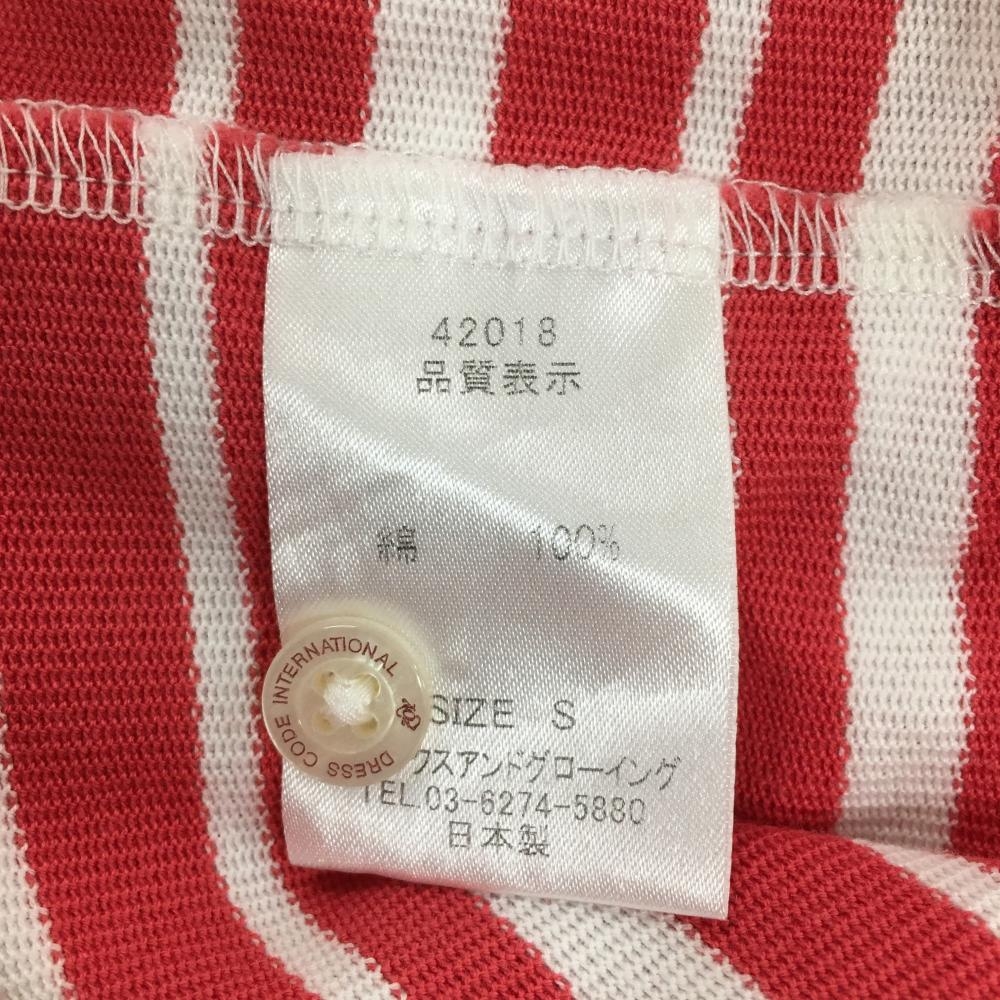 42018
品質表示
綿 100%
SIZE S
ワスアンドグローイング
TEL.03-6274-5880
日本製
DRESS CODE INTERNATIONAL